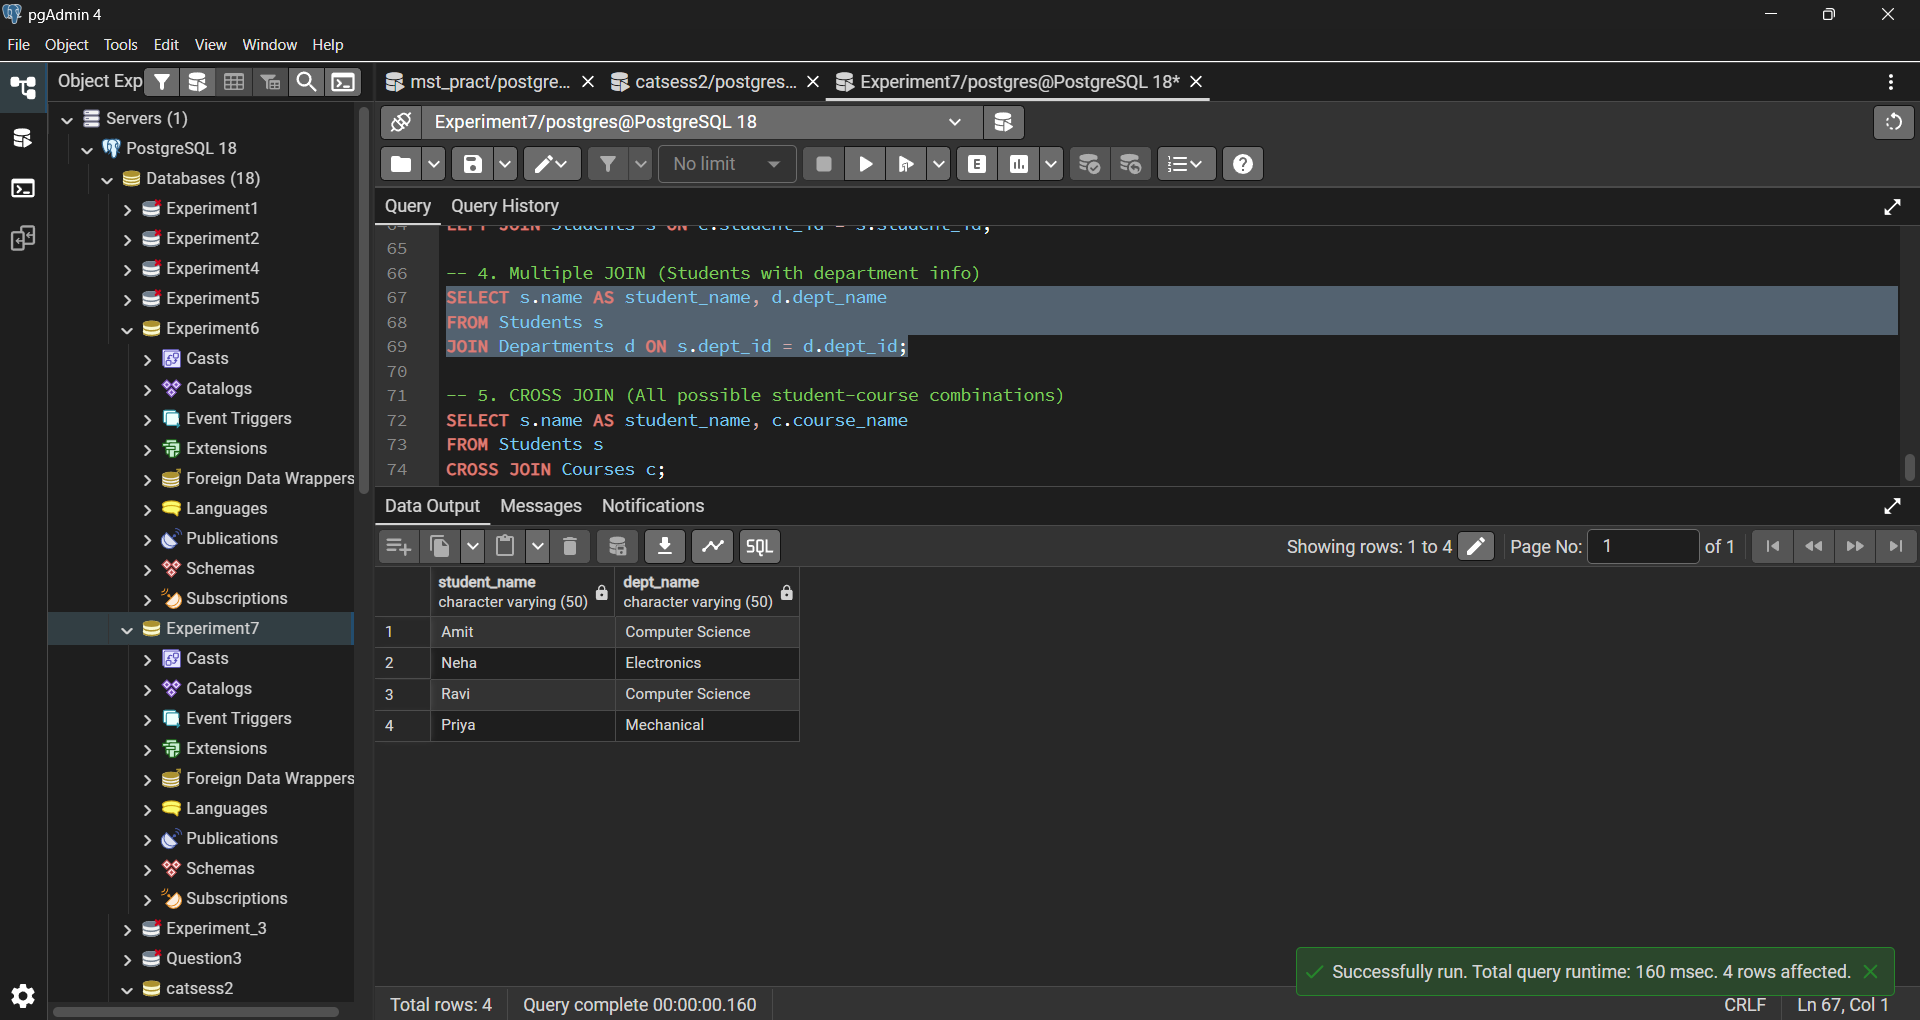 pgAdmin 4
File Object Tools Edit View Window Help
Object Exp
mst_pract/postgre...
catsess2/postgres...
Experiment7/postgres@PostgreSQL 18*
Servers (1)
PostgreSQL 18
Databases (18)
Experiment1
Experiment2
Experiment4
Experiment5
Experiment6
Casts
Catalogs
Event Triggers
Extensions
Foreign Data Wrappers
Languages
Publications
Schemas
Subscriptions
Experiment7
Casts
Catalogs
Event Triggers
Extensions
Foreign Data Wrappers
Languages
Publications
Schemas
Subscriptions
Experiment_3
Question3
catsess2
Experiment7/postgres@PostgreSQL 18
No limit
E
Query Query History
64 LEFT JOIN Students s ON c.student_id = s.student_id;
65
66 -- 4. Multiple JOIN (Students with department info)
67 SELECT s.name AS student_name, d.dept_name
68 FROM Students s
69 JOIN Departments d ON s.dept_id = d.dept_id;
70
71 -- 5. CROSS JOIN (All possible student-course combinations)
72 SELECT s.name AS student_name, c.course_name
73 FROM Students s
74 CROSS JOIN Courses c;
Data Output Messages Notifications
SQL
Showing rows: 1 to 4
Page No: 1 of 1
student_name dept_name
character varying (50) character varying (50)
1 Amit Computer Science
2 Neha Electronics
3 Ravi Computer Science
4 Priya Mechanical
Successfully run. Total query runtime: 160 msec. 4 rows affected.
Total rows: 4 Query complete 00:00:00.160 CRLF Ln 67, Col 1